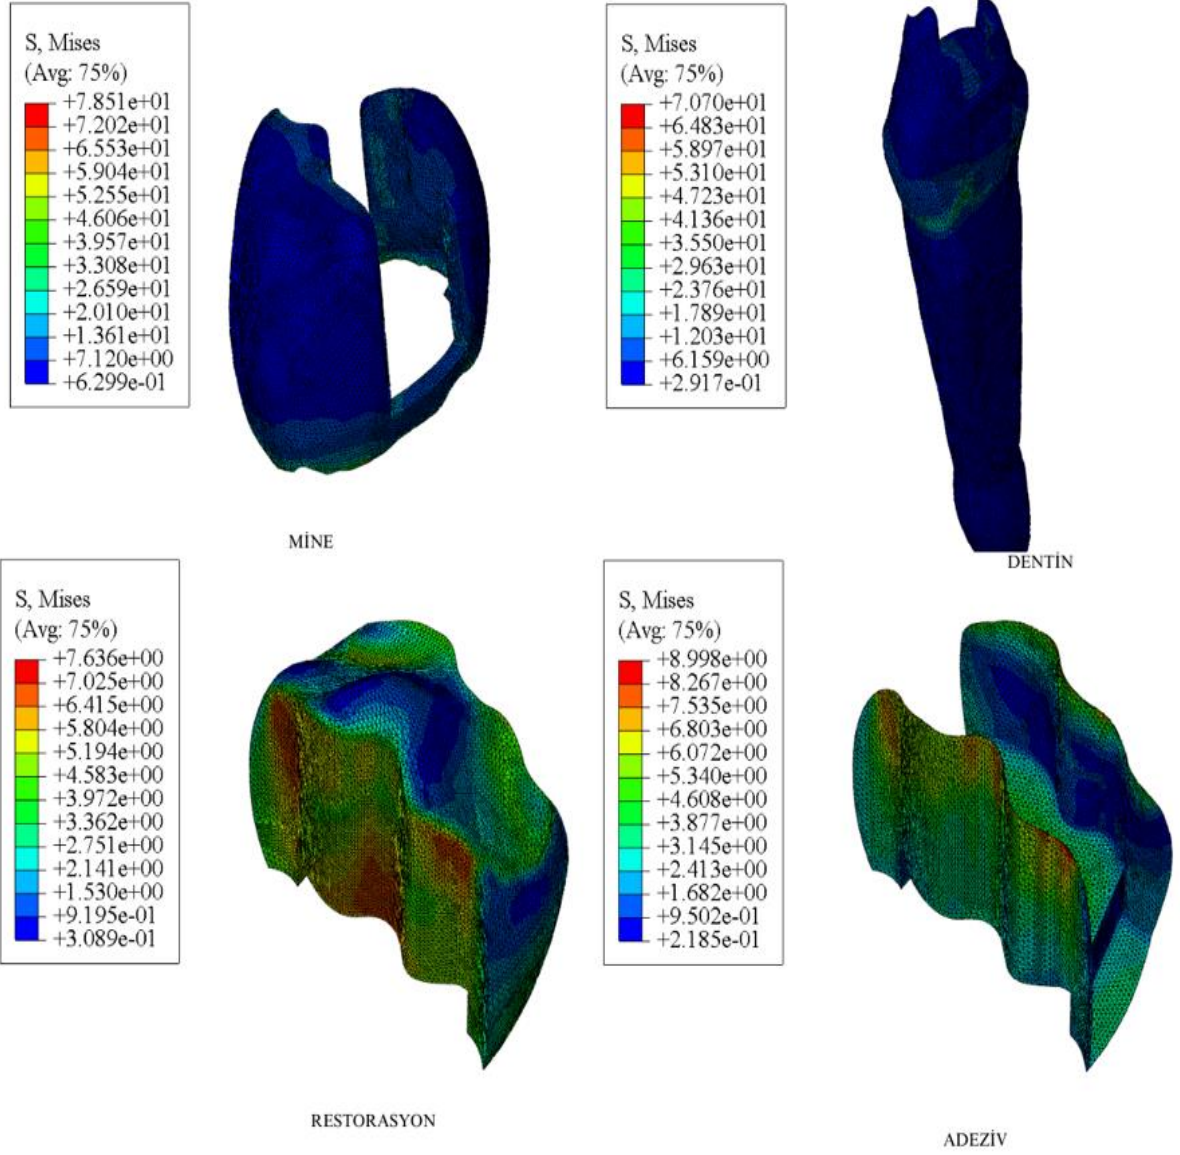 S, Mises
(Avg: 75%)
+7.851e+01
+7.202e+01
+6.553e+01
+5.904e+01
+5.255e+01
+4.606e+01
+3.957e+01
+3.308e+01
+2.659e+01
+2.010e+01
+1.361e+01
+7.120e+00
+6.299e-01
MİNE
S, Mises
(Avg: 75%)
+7.070e+01
+6.483e+01
+5.897e+01
+5.310e+01
+4.723e+01
+4.136e+01
+3.550e+01
+2.963e+01
+2.376e+01
+1.789e+01
+1.203e+01
+6.159e+00
+2.917e-01
DENTİN
S, Mises
(Avg: 75%)
+7.636e+00
+7.025e+00
+6.415e+00
+5.804e+00
+5.194e+00
+4.583e+00
+3.972e+00
+3.362e+00
+2.751e+00
+2.141e+00
+1.530e+00
+9.195e-01
+3.089e-01
RESTORASYON
S, Mises
(Avg: 75%)
+8.998e+00
+8.267e+00
+7.535e+00
+6.803e+00
+6.072e+00
+5.340e+00
+4.608e+00
+3.877e+00
+3.145e+00
+2.413e+00
+1.682e+00
+9.502e-01
+2.185e-01
ADEZİV